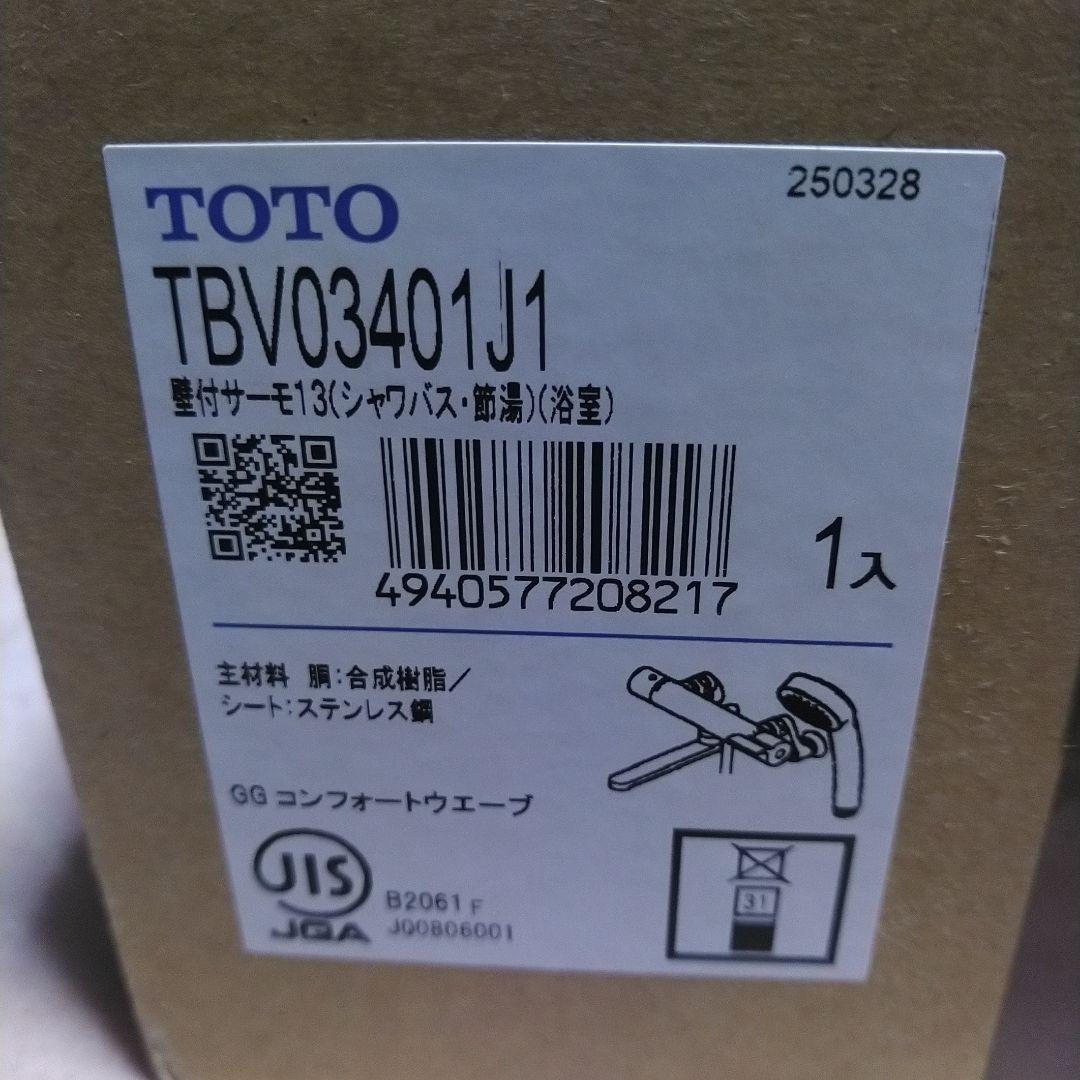 250328
TOTO
TBV03401J1
壁付サーモ13(シャワバス・節湯)(浴室)
4940577208217
1入
主材料 胴:合成樹脂/
シート:ステンレス鋼
GG コンフォートウエーブ
JIS
B2061 F
JQA
JQ0806001
31